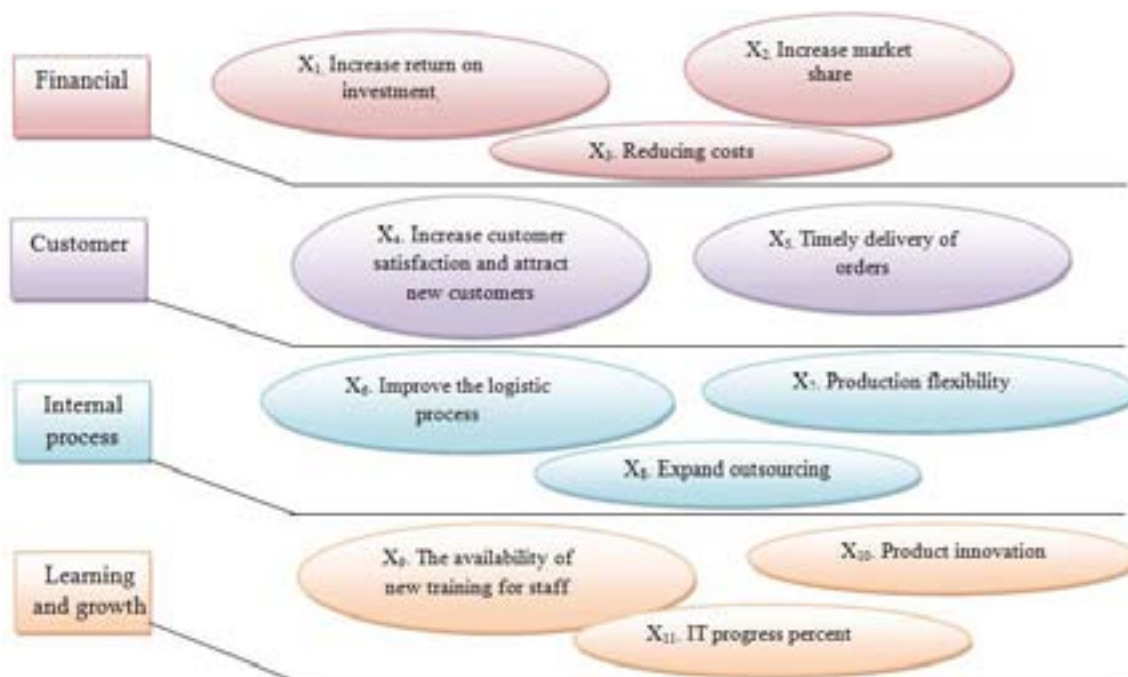 Financial
X₁. Increase return on
investment.
X₂. Increase market
share
X₃. Reducing costs
Customer
X₄. Increase customer
satisfaction and attract
new customers
X₅. Timely delivery of
orders
Internal
process
X₆. Improve the logistic
process
X₇. Production flexibility
X₈. Expand outsourcing
Learning
and growth
X₉. The availability of
new training for staff
X₁₀. Product innovation
X₁₁. IT progress percent